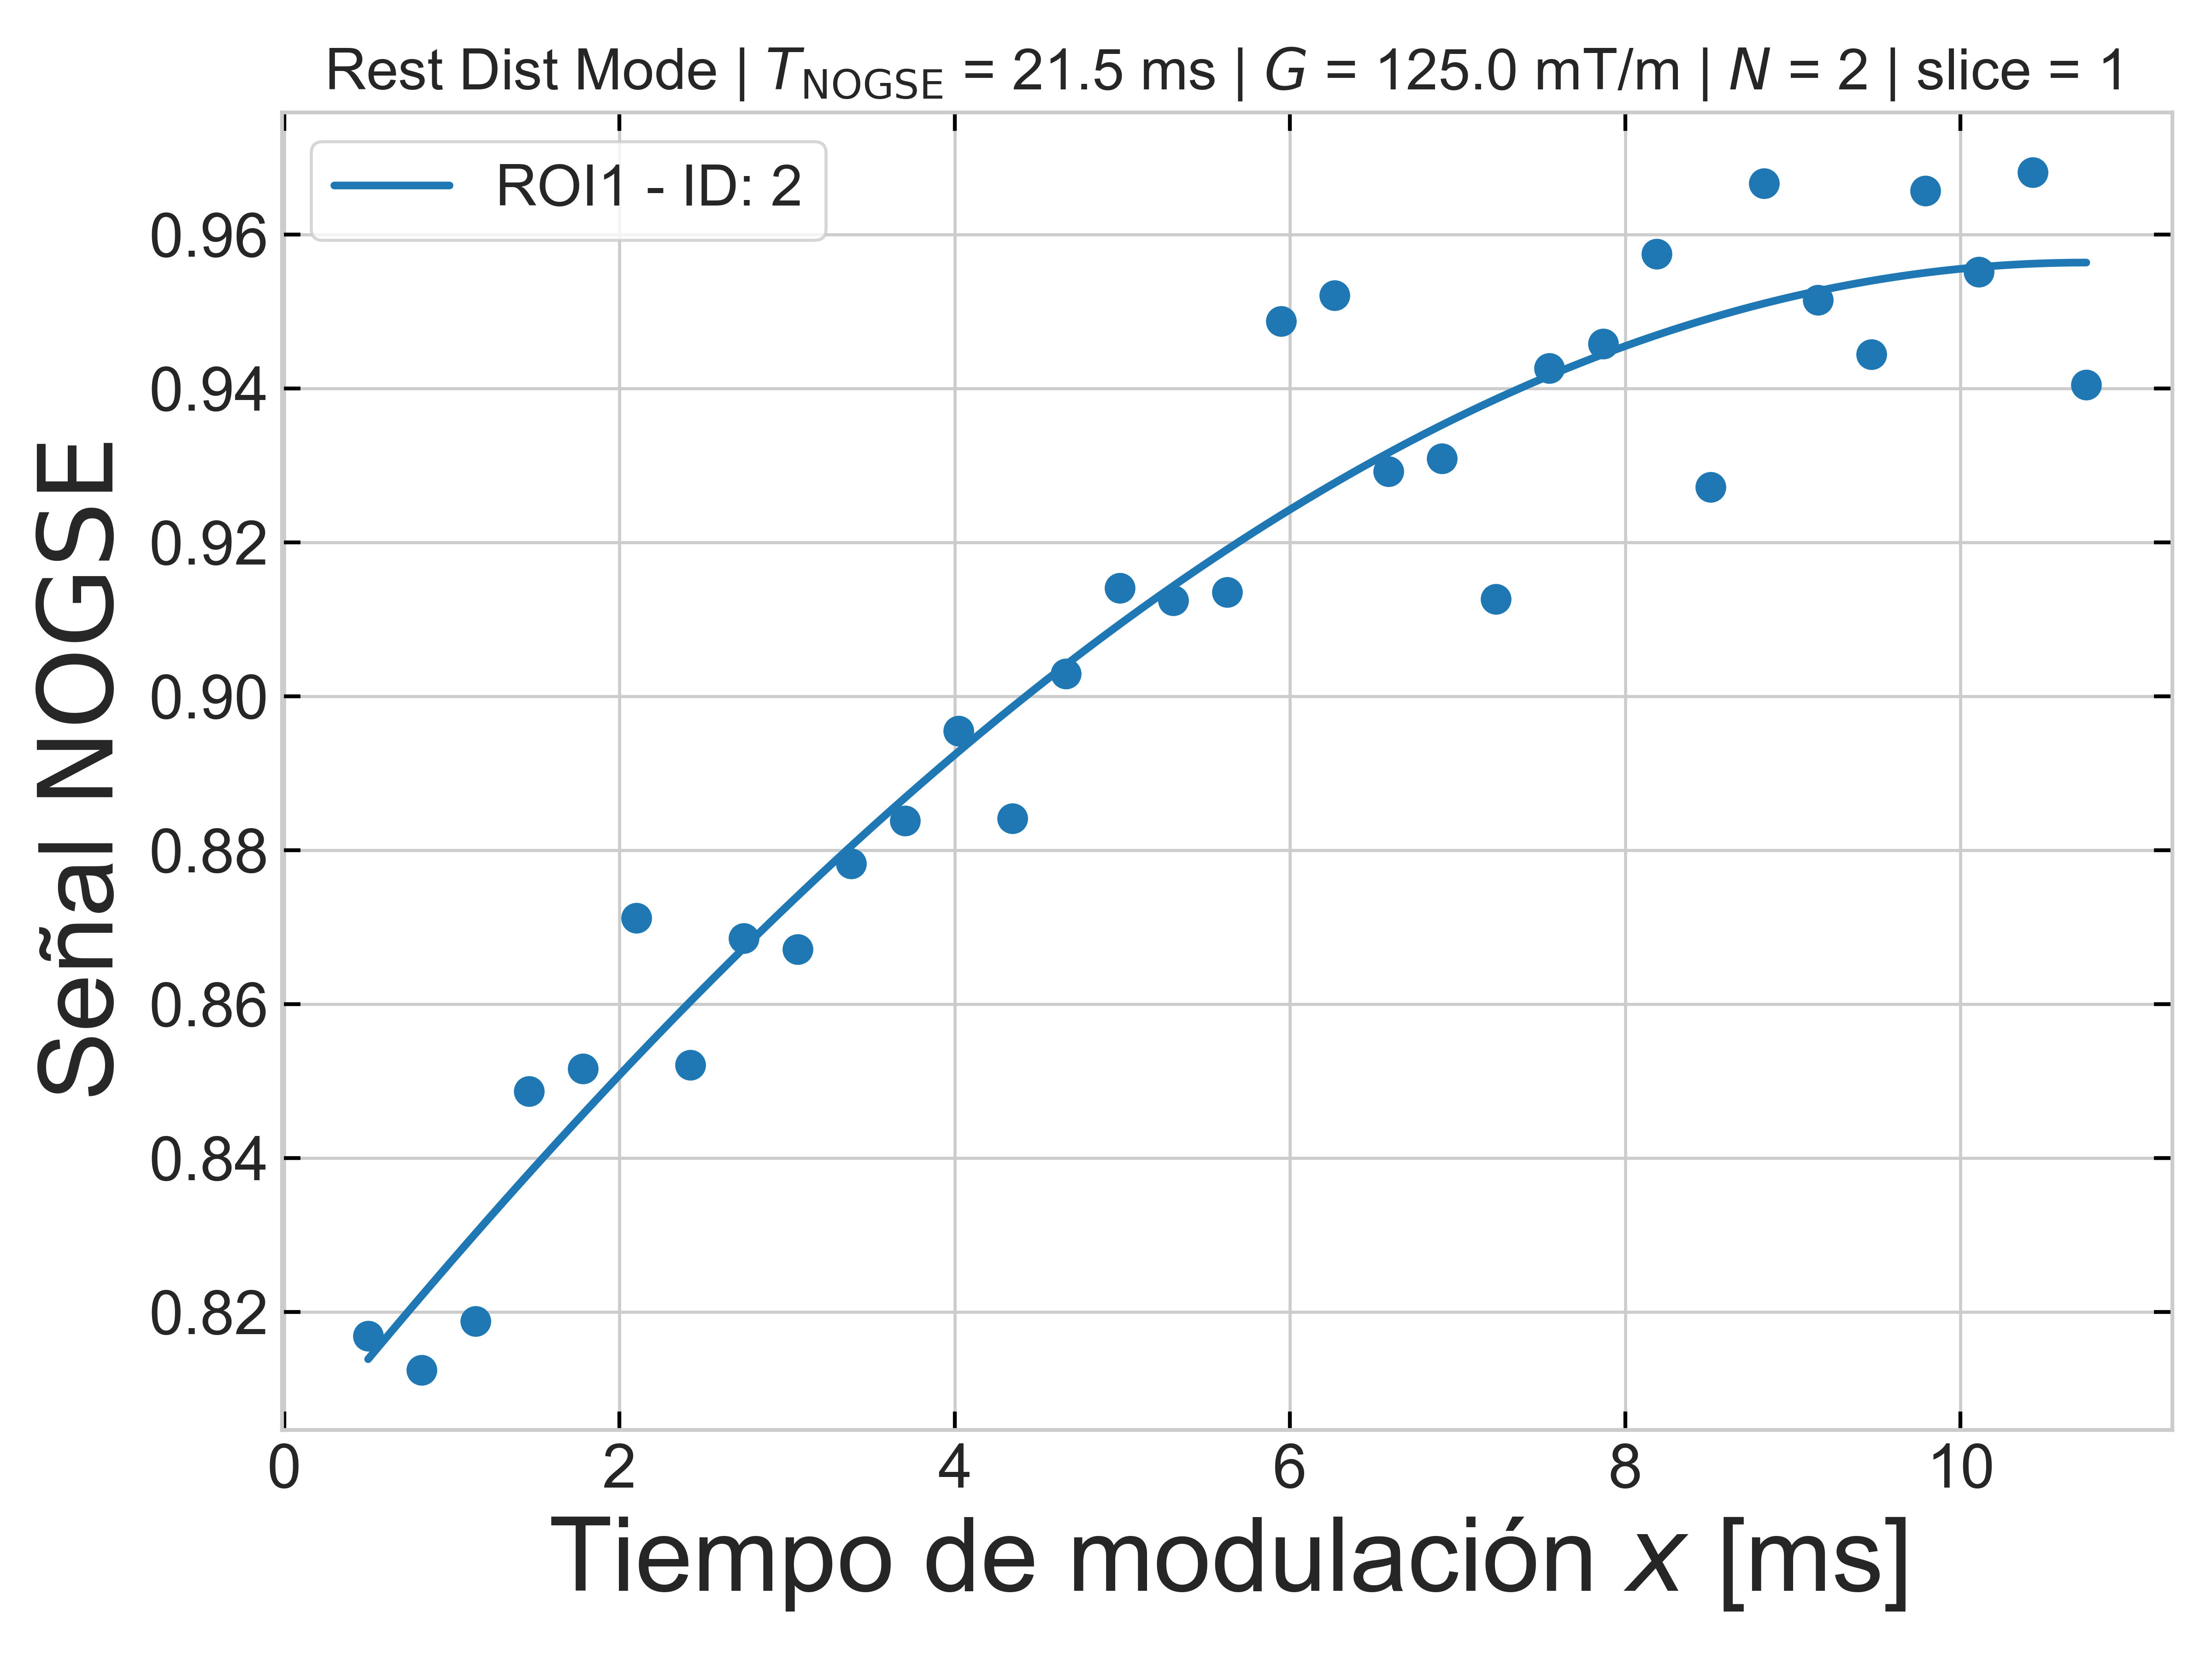 Rest Dist Mode | T_NOGSE = 21.5 ms | G = 125.0 mT/m | N = 2 | slice = 1
ROI1 - ID: 2
Señal NOGSE
0.96
0.94
0.92
0.90
0.88
0.86
0.84
0.82
0 2 4 6 8 10
Tiempo de modulación x [ms]